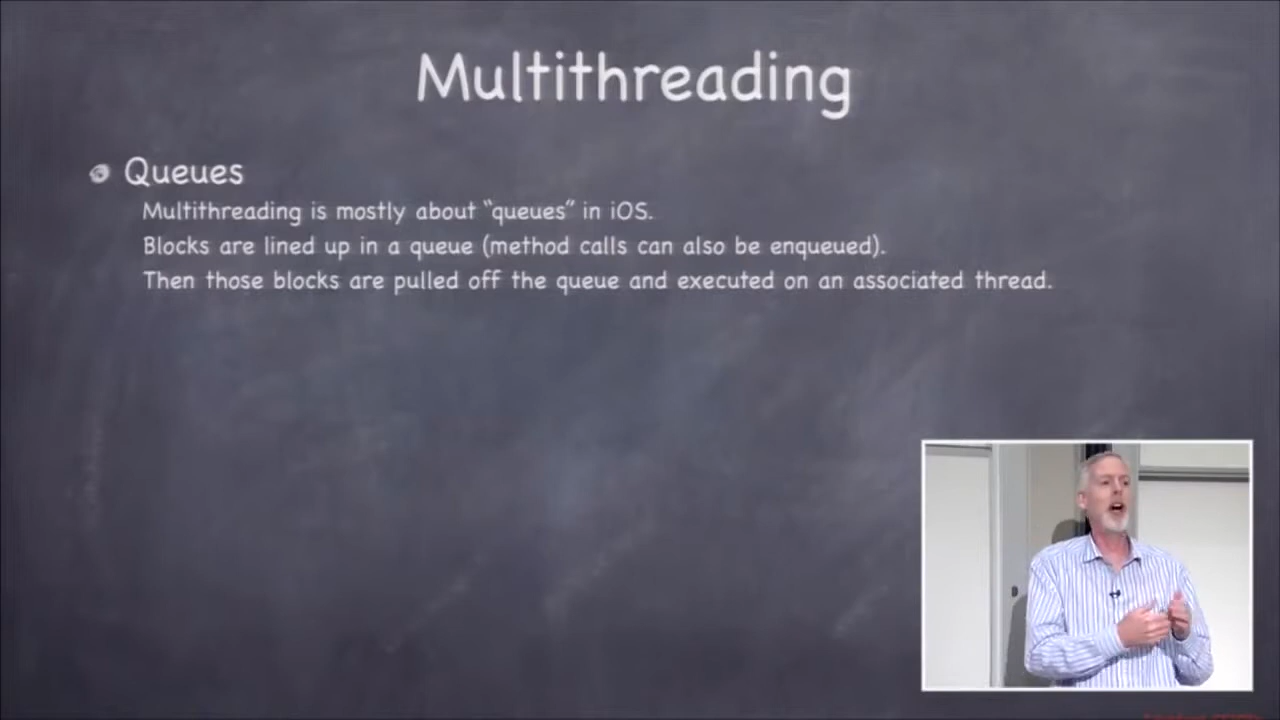 Multithreading
Queues
Multithreading is mostly about “queues” in iOS.
Blocks are lined up in a queue (method calls can also be enqueued).
Then those blocks are pulled off the queue and executed on an associated thread.